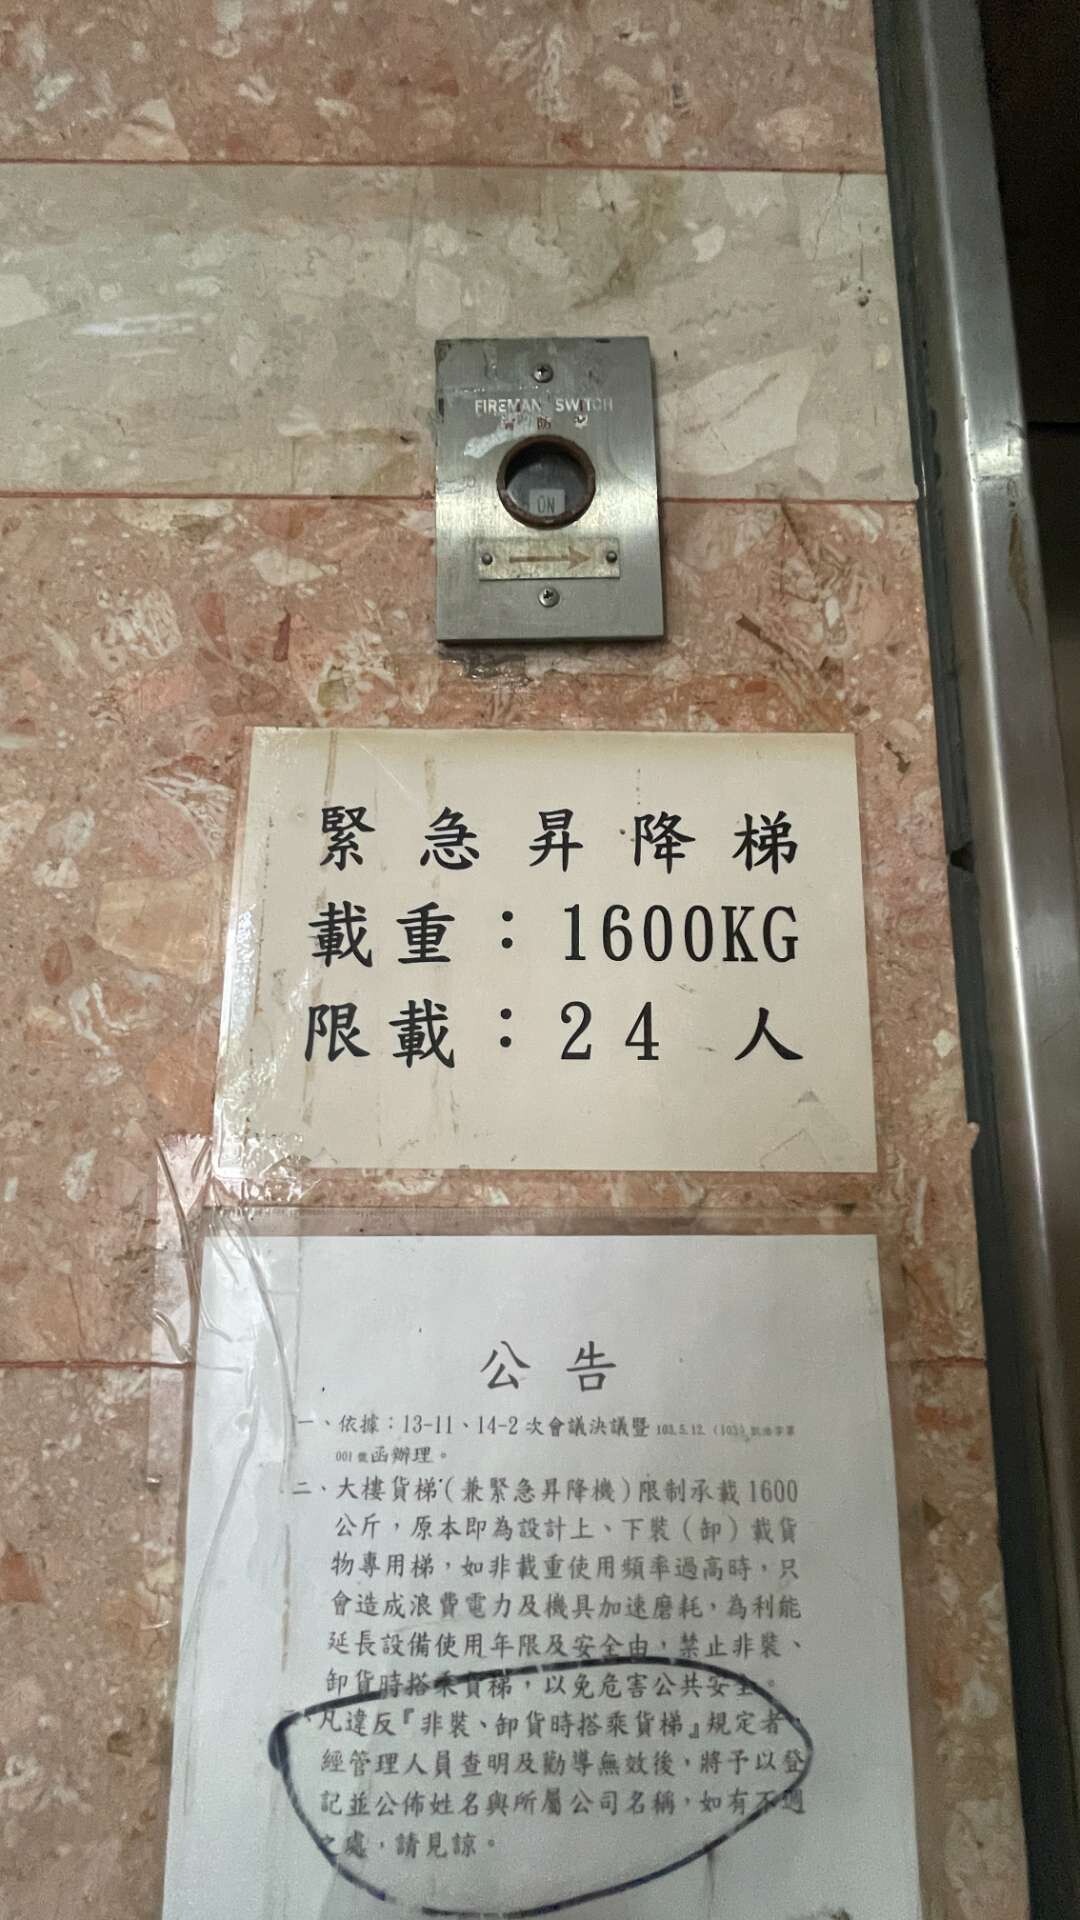 FIREMAN SWITCH
消防
ON
緊急昇降梯
載重：1600KG
限載：24 人
公告
一、依據：13-11、14-2 次會議決議暨 103.5.12.
001 號函辦理。
二、大樓貨梯(兼緊急昇降機)限制承載 1600
公斤，原本即為設計上、下裝(卸)載貨
物專用梯，如非載重使用頻率過高時，只
會造成浪費電力及機具加速磨耗，為利能
延長設備使用年限及安全由，禁止非裝、
卸貨時搭乘貨梯，以免危害公共安全。
凡違反『非裝、卸貨時搭乘貨梯』規定者、
經管理人員查明及勸導無效後，將予以登
記並公佈姓名與所屬公司名稱，如有不週
之處，請見諒。